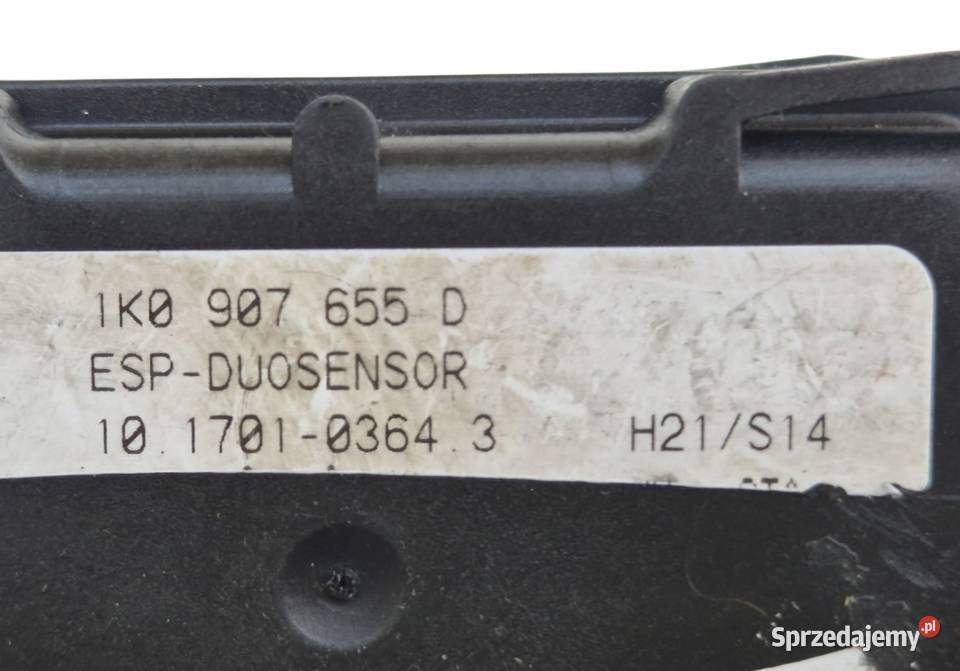 1K0 907 655 D
ESP-DUOSENSOR
10.1701-0364.3 H21/S14
Sprzedajemy.pl